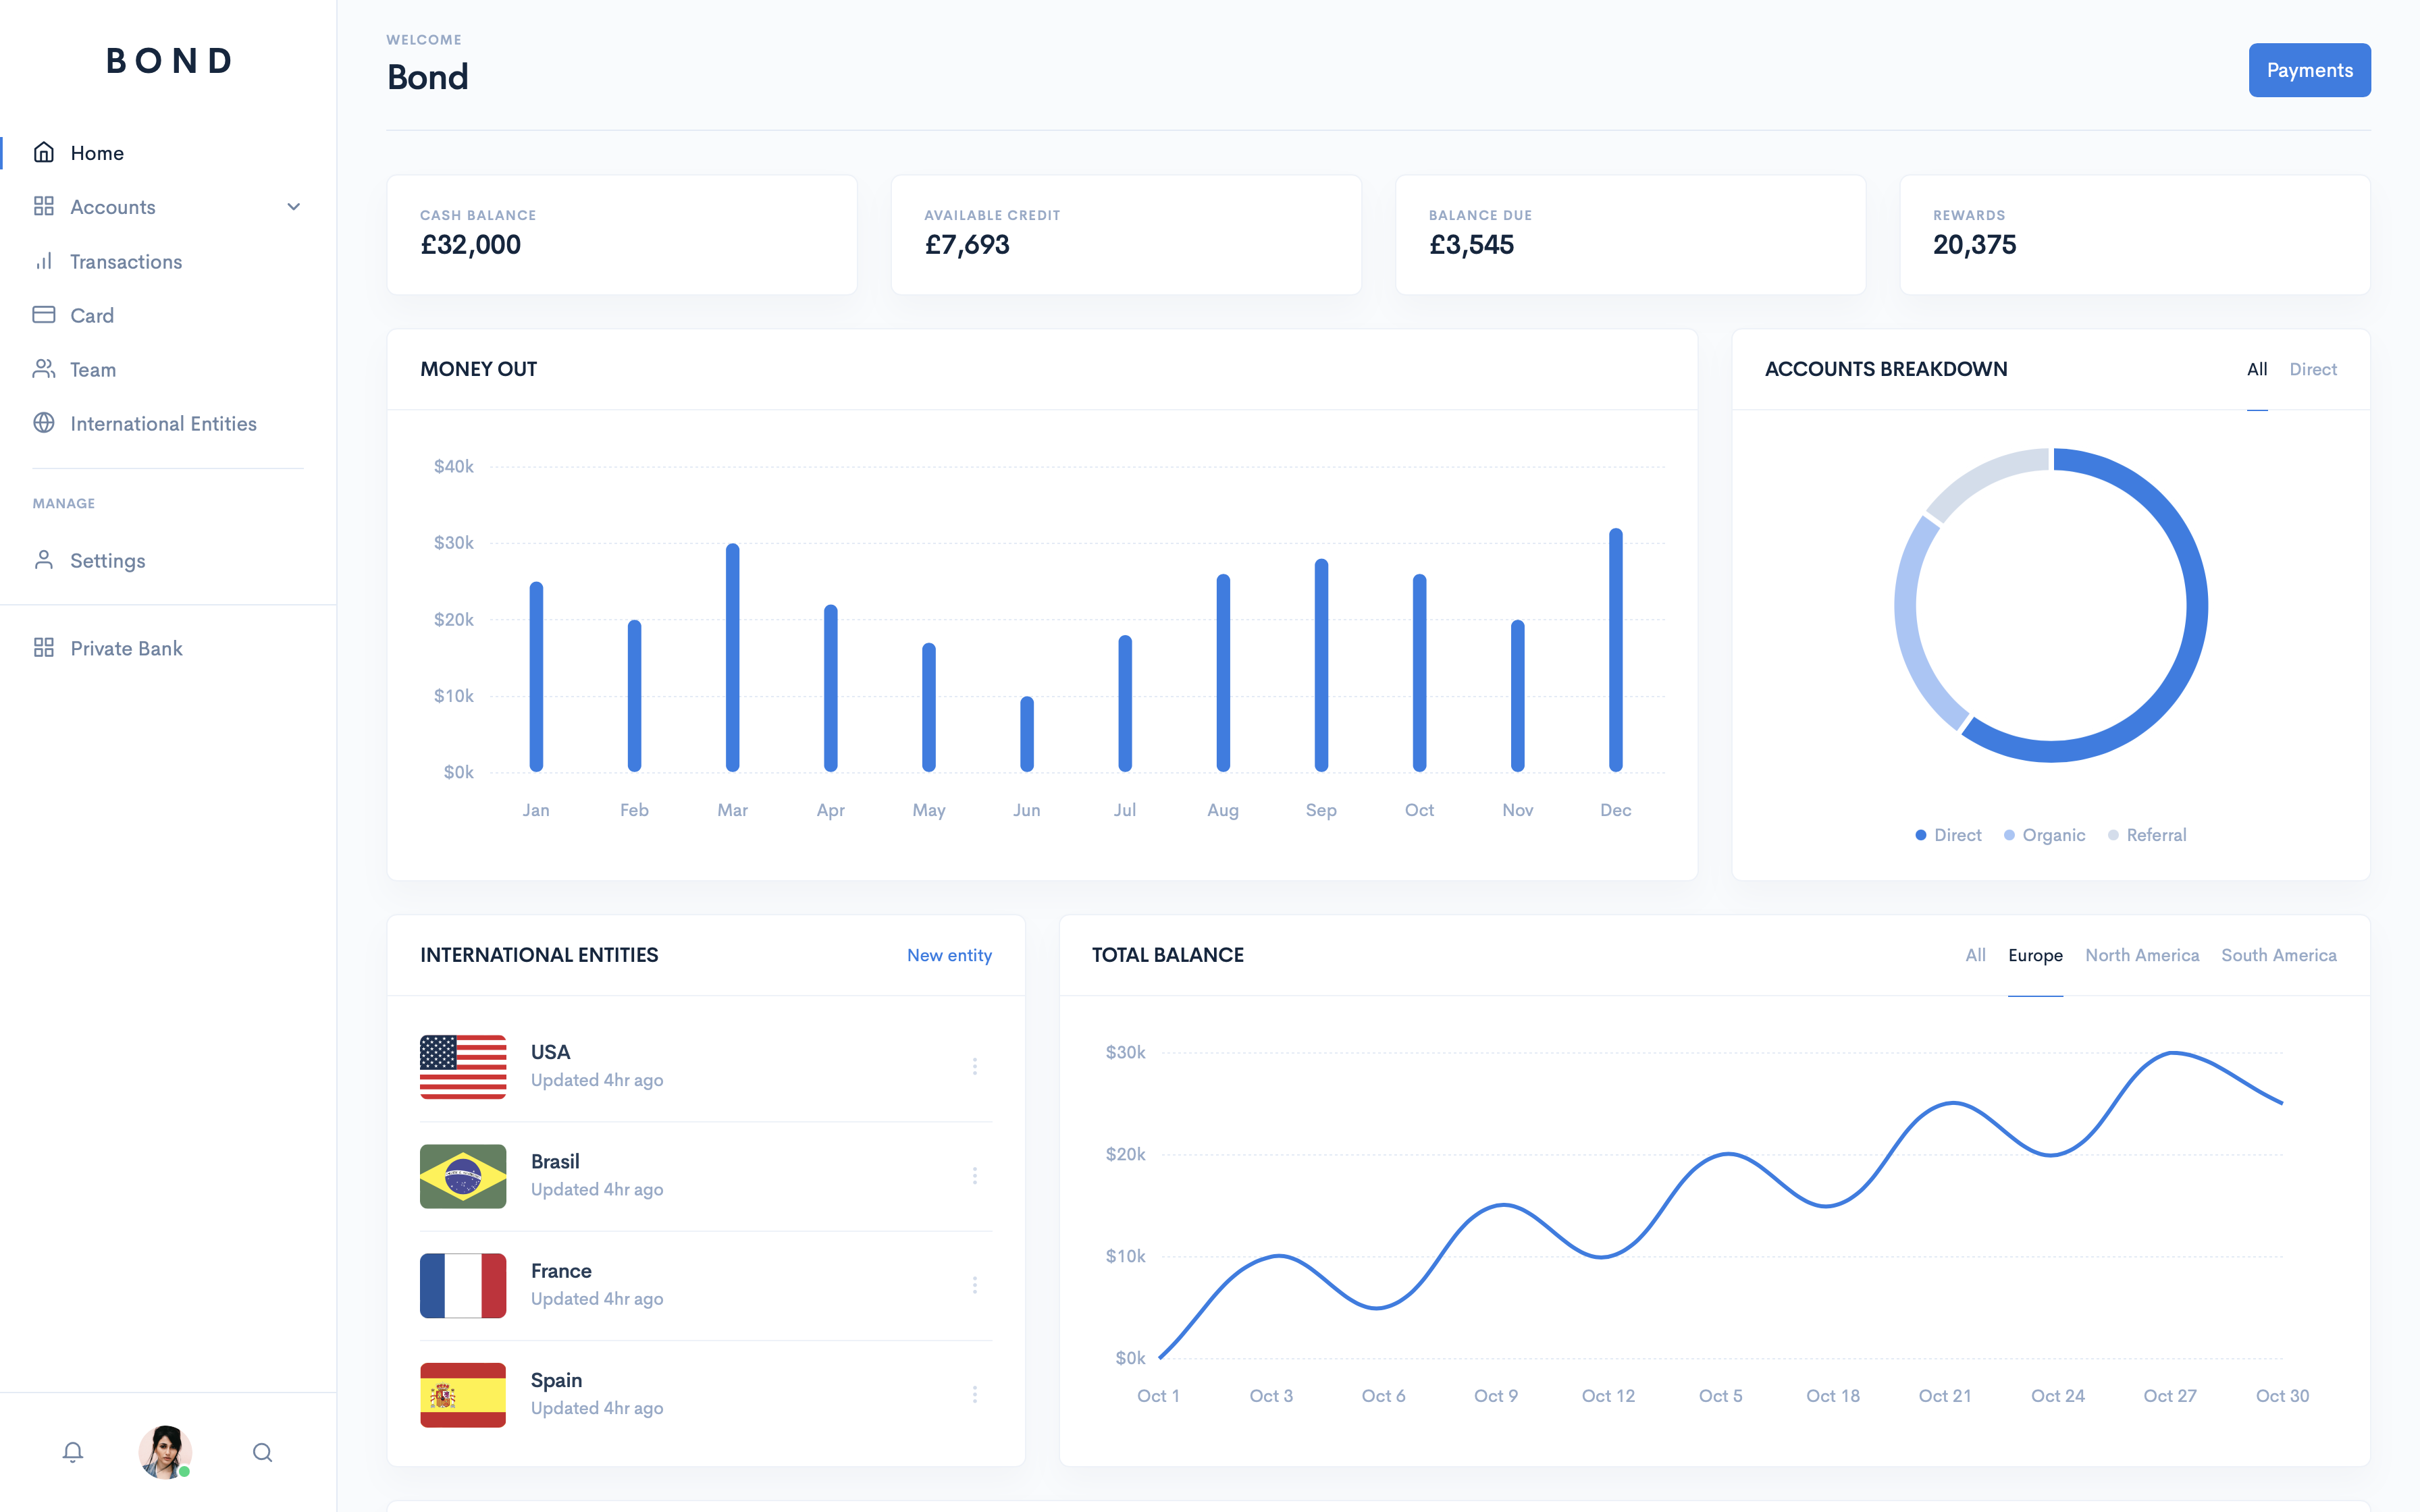 BOND
Home
Accounts
Transactions
Card
Team
International Entities
MANAGE
Settings
Private Bank
WELCOME
Bond
Payments
CASH BALANCE
£32,000
AVAILABLE CREDIT
£7,693
BALANCE DUE
£3,545
REWARDS
20,375
MONEY OUT
$40k
$30k
$20k
$10k
$0k
Jan Feb Mar Apr May Jun Jul Aug Sep Oct Nov Dec
ACCOUNTS BREAKDOWN
All Direct
Direct Organic Referral
INTERNATIONAL ENTITIES
New entity
USA
Updated 4hr ago
Brasil
Updated 4hr ago
France
Updated 4hr ago
Spain
Updated 4hr ago
TOTAL BALANCE
All Europe North America South America
$30k
$20k
$10k
$0k
Oct 1 Oct 3 Oct 6 Oct 9 Oct 12 Oct 5 Oct 18 Oct 21 Oct 24 Oct 27 Oct 30